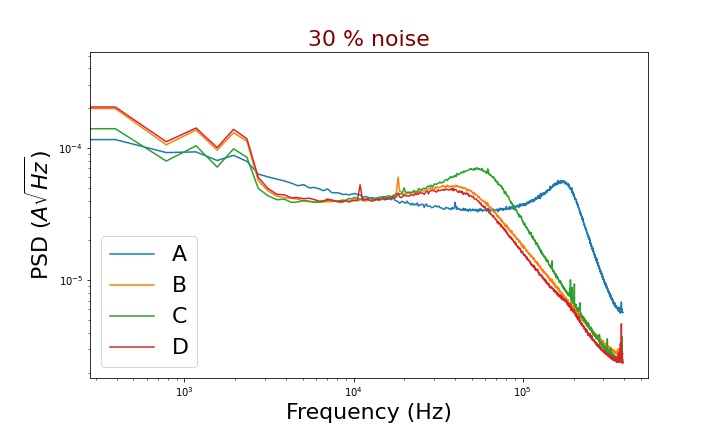 30 % noise
PSD (A√Hz)
10⁻⁴
10⁻⁵
A
B
C
D
10³
10⁴
10⁵
Frequency (Hz)